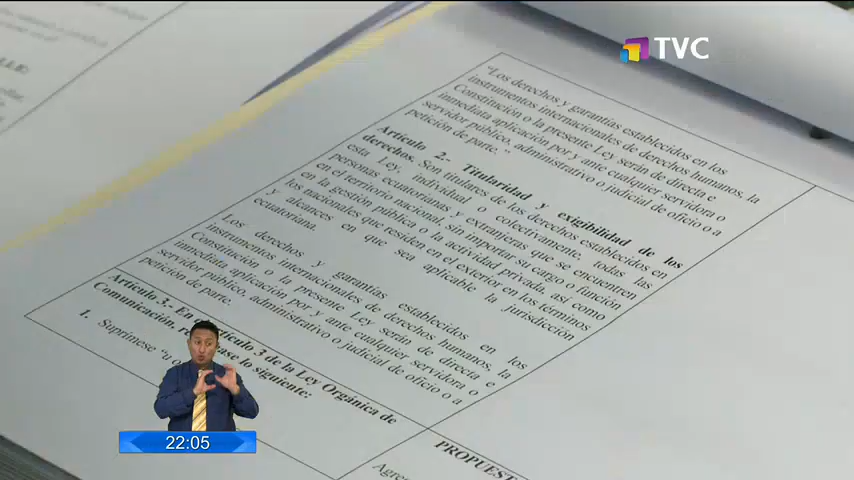 TVC
"Los derechos y garantías establecidos en los
instrumentos internacionales de derechos humanos, la
Constitución o la presente Ley serán de directa e
inmediata aplicación por y ante cualquier servidora o
servidor público, administrativo o judicial de oficio o a
petición de parte."
Artículo 2.- Titularidad y exigibilidad de los
derechos. Son titulares de los derechos establecidos en
esta Ley, individual o colectivamente, todas las
personas ecuatorianas y extranjeras que se encuentren
en el territorio nacional, sin importar su cargo o función
en la gestión pública o la actividad privada, así como
los nacionales que residen en el exterior en los términos
y alcances en que sea aplicable la jurisdicción
ecuatoriana.
Los derechos y garantías establecidos en los
instrumentos internacionales de derechos humanos, la
Constitución o la presente Ley serán de directa e
inmediata aplicación por y ante cualquier servidora o
servidor público, administrativo o judicial de oficio o a
petición de parte.
Artículo 3.- En el artículo 3 de la Ley Orgánica de
Comunicación, lo siguiente:
1. Suprímese "u
PROPUEST
Agre
22:05